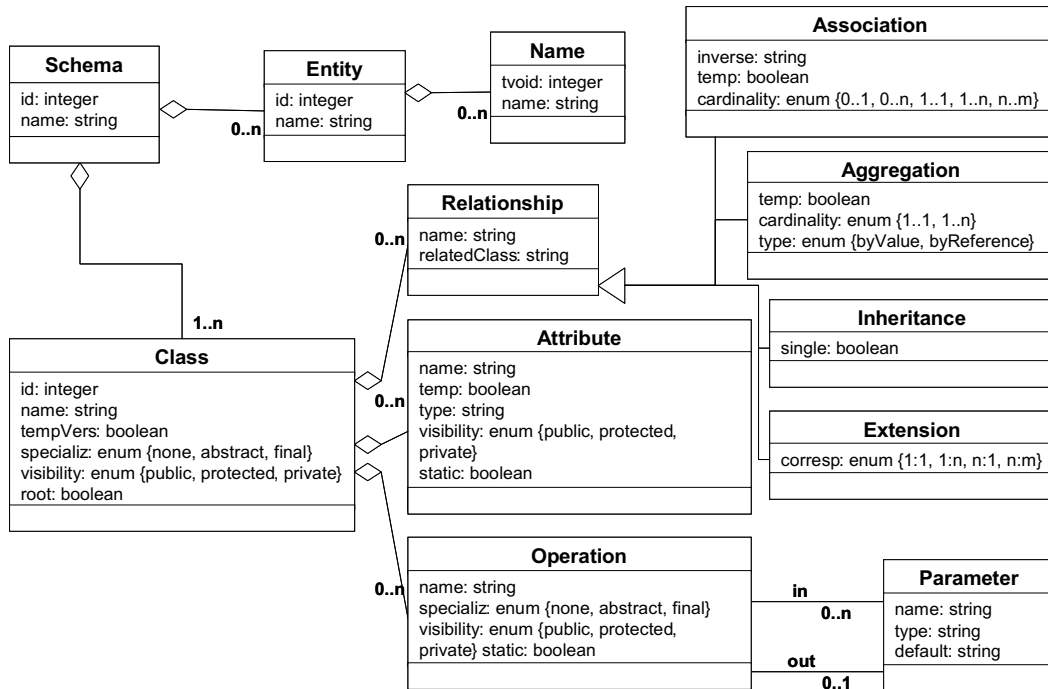 Schema
id: integer
name: string
0..n
Entity
id: integer
name: string
0..n
Name
tvoid: integer
name: string
Association
inverse: string
temp: boolean
cardinality: enum {0..1, 0..n, 1..1, 1..n, n..m}
Aggregation
temp: boolean
cardinality: enum {1..1, 1..n}
type: enum {byValue, byReference}
Relationship
name: string
relatedClass: string
0..n
Inheritance
single: boolean
Extension
corresp: enum {1:1, 1:n, n:1, n:m}
1..n
Class
id: integer
name: string
tempVers: boolean
specializ: enum {none, abstract, final}
visibility: enum {public, protected, private}
root: boolean
0..n
Attribute
name: string
temp: boolean
type: string
visibility: enum {public, protected,
private}
static: boolean
0..n
Operation
name: string
specializ: enum {none, abstract, final}
visibility: enum {public, protected,
private} static: boolean
in
0..n
out
0..1
Parameter
name: string
type: string
default: string